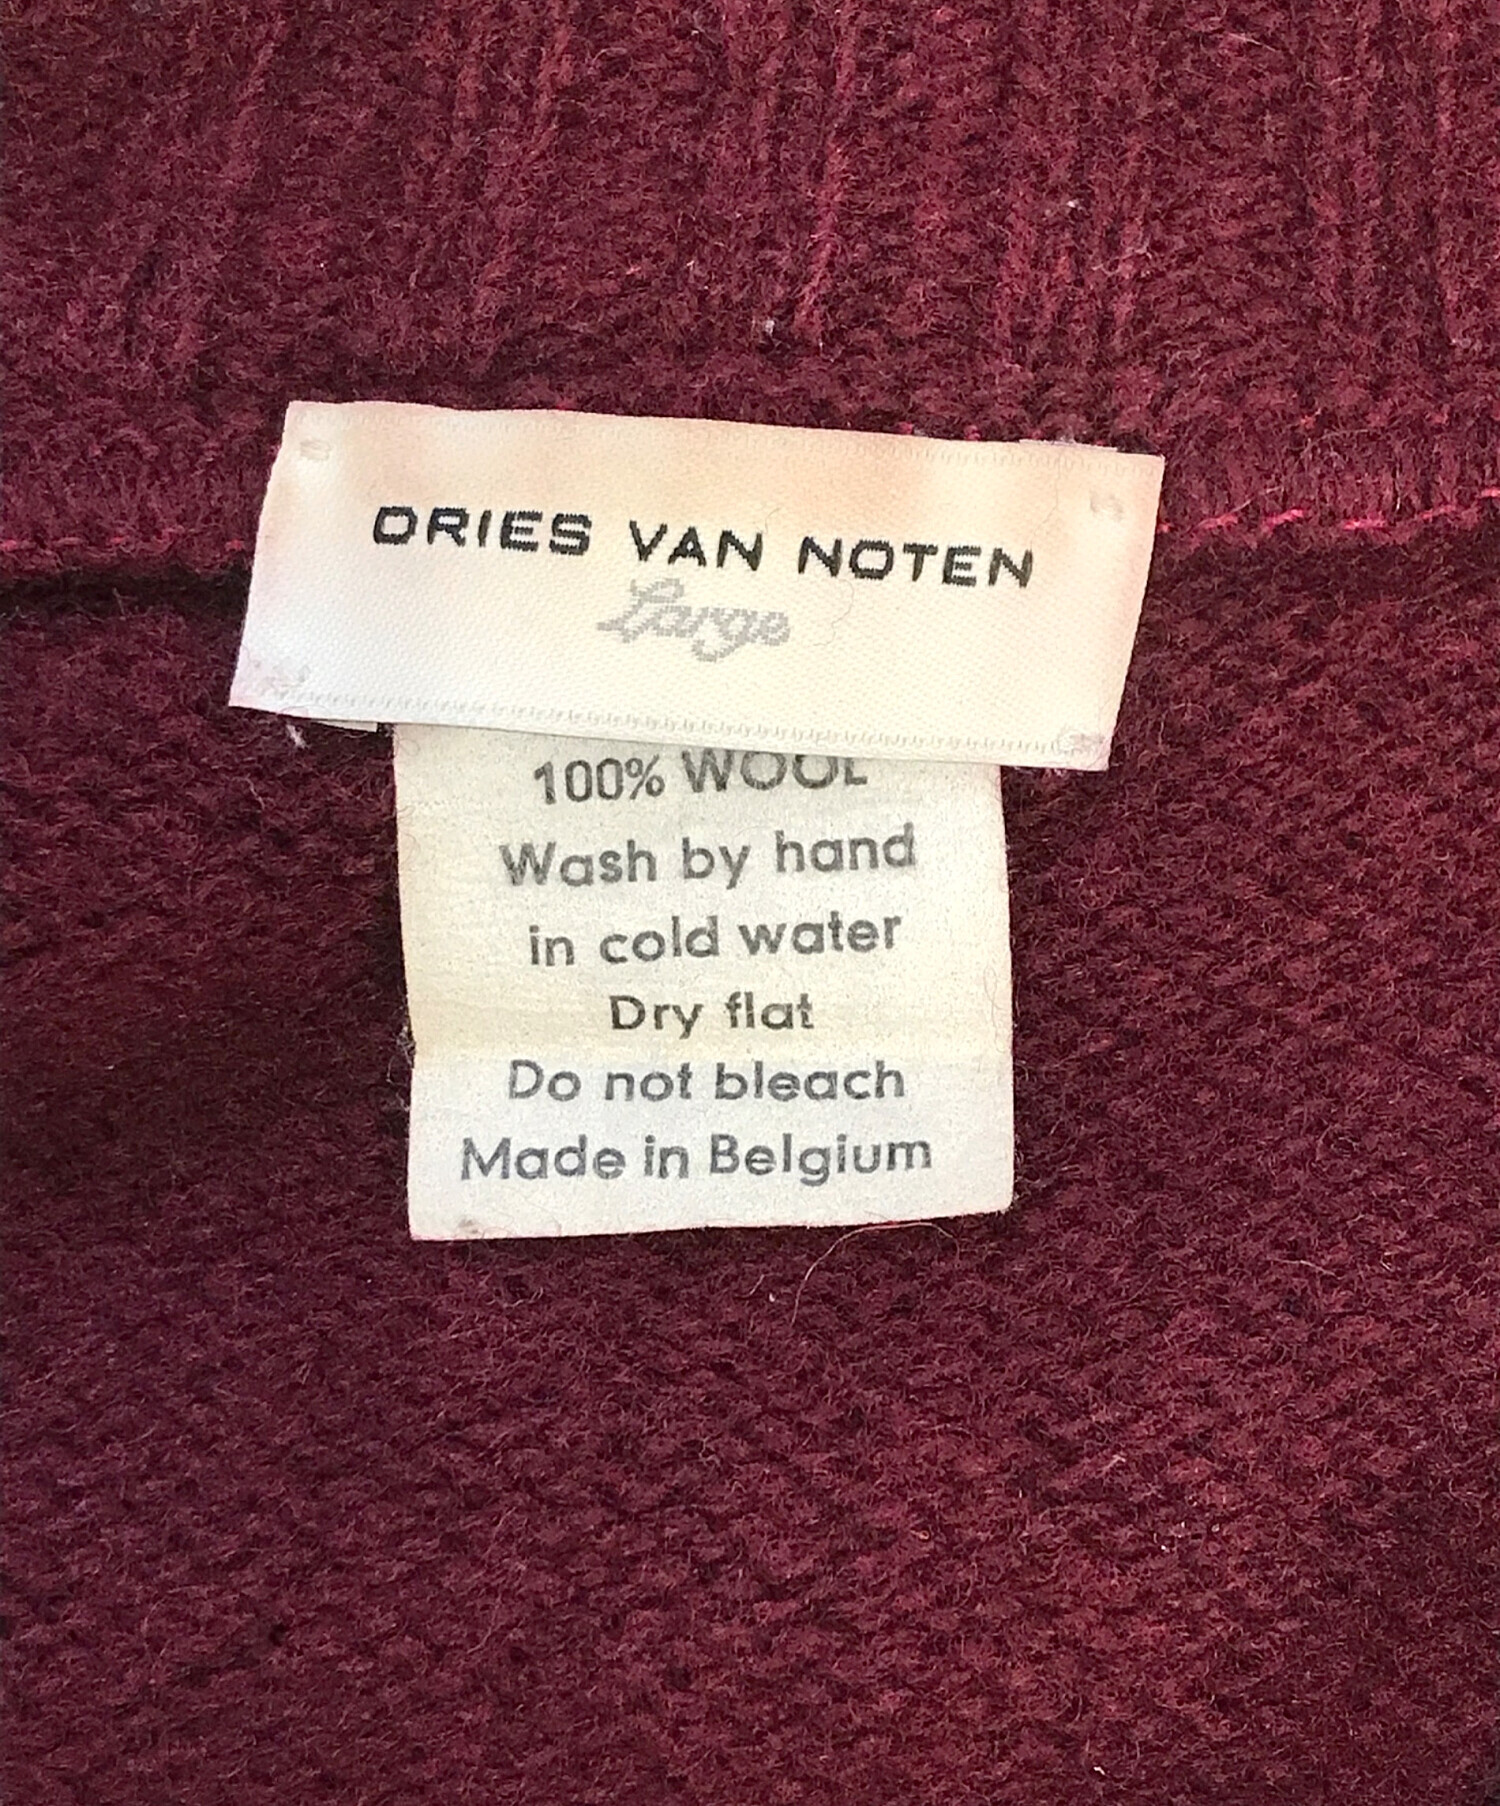 DRIES VAN NOTEN
Large
100% WOOL
Wash by hand
in cold water
Dry flat
Do not bleach
Made in Belgium